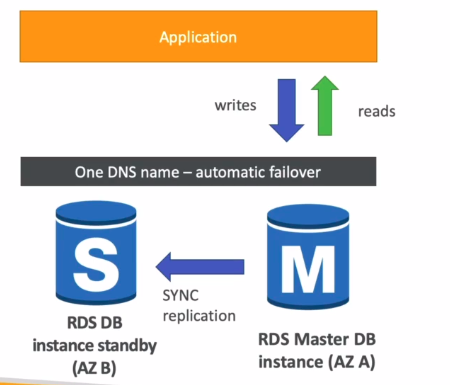 Application
writes
reads
One DNS name – automatic failover
S
M
SYNC
replication
RDS DB
instance standby
(AZ B)
RDS Master DB
instance (AZ A)